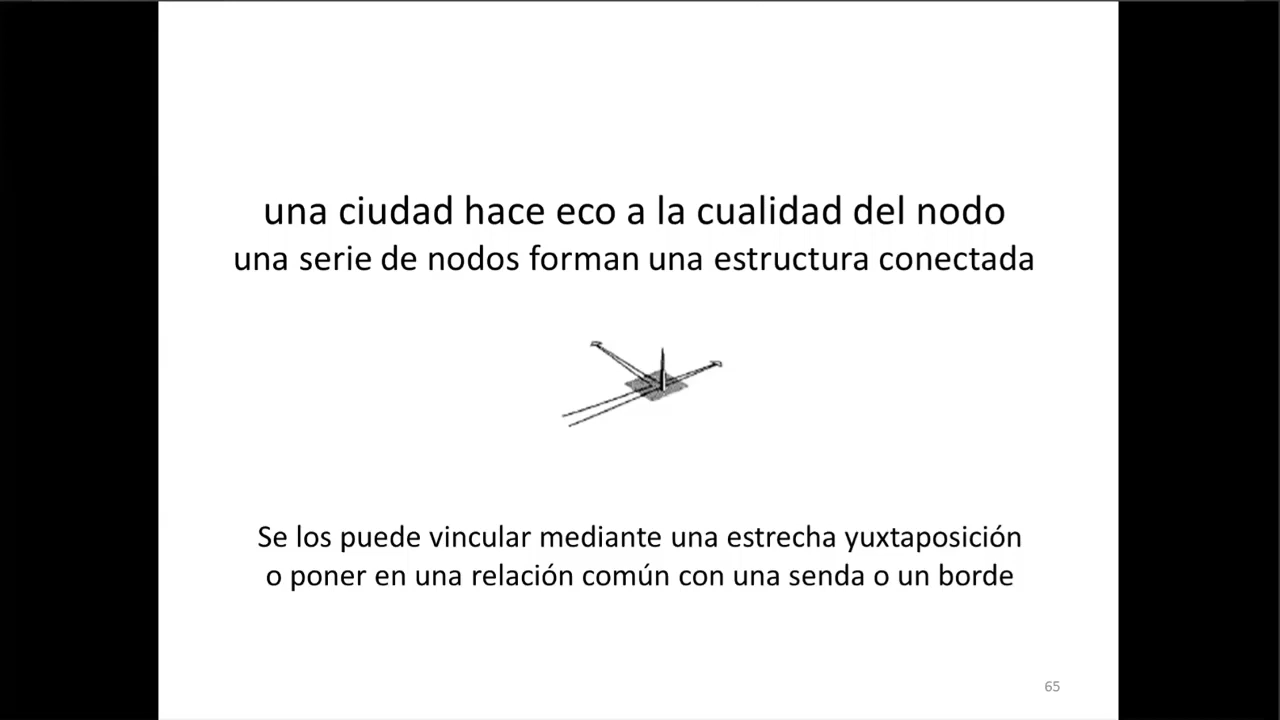 una ciudad hace eco a la cualidad del nodo
una serie de nodos forman una estructura conectada
Se los puede vincular mediante una estrecha yuxtaposición
o poner en una relación común con una senda o un borde
65